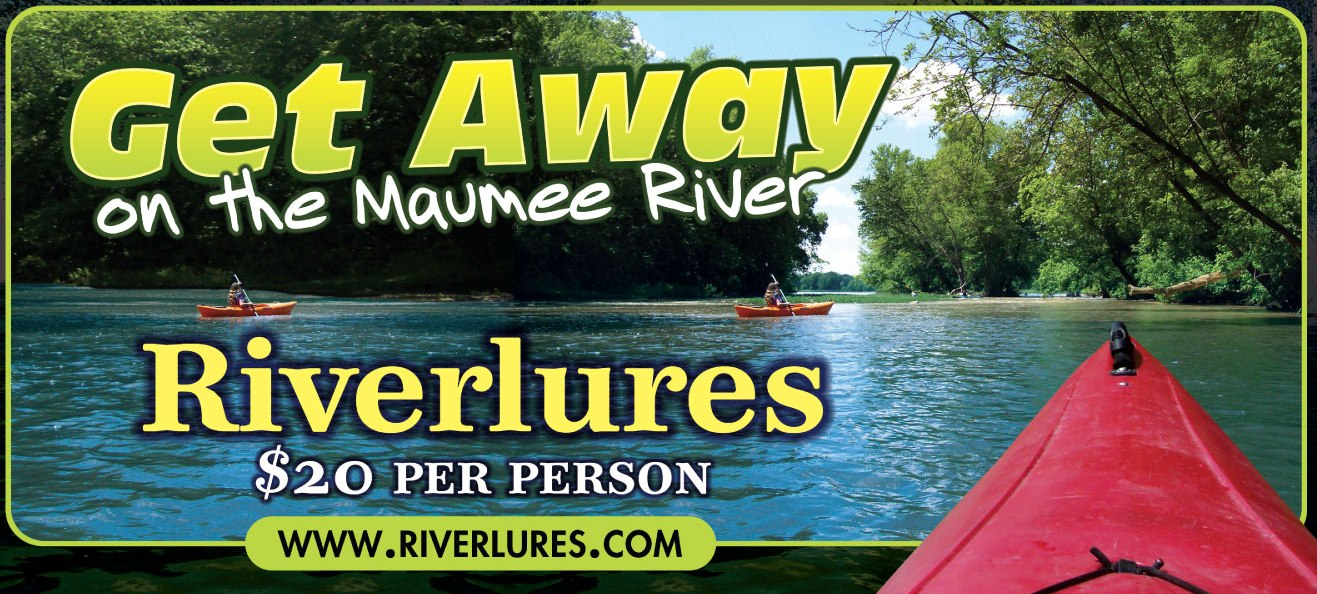 Get Away
on the Maumee River
Riverlures
$20 PER PERSON
WWW.RIVERLURES.COM